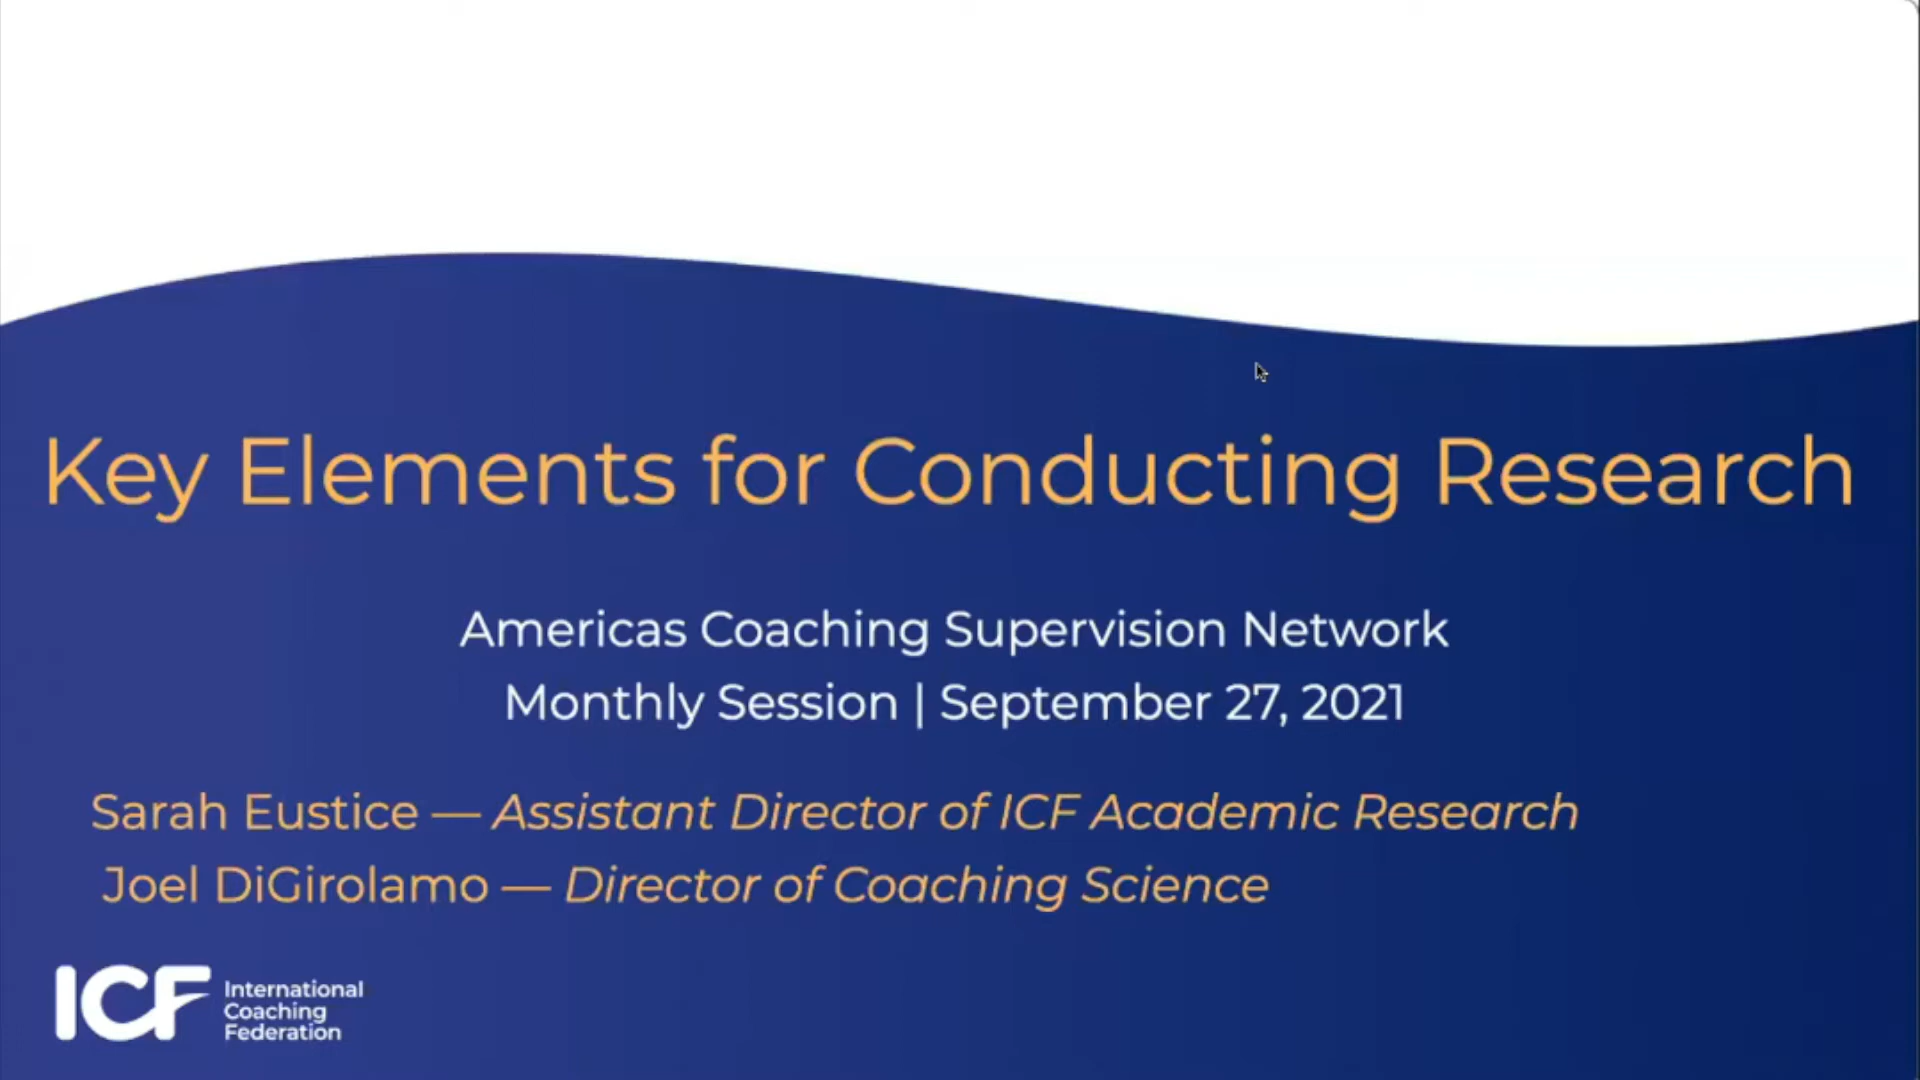 Key Elements for Conducting Research
Americas Coaching Supervision Network
Monthly Session | September 27, 2021
Sarah Eustice — Assistant Director of ICF Academic Research
Joel DiGirolamo — Director of Coaching Science
ICF
International
Coaching
Federation